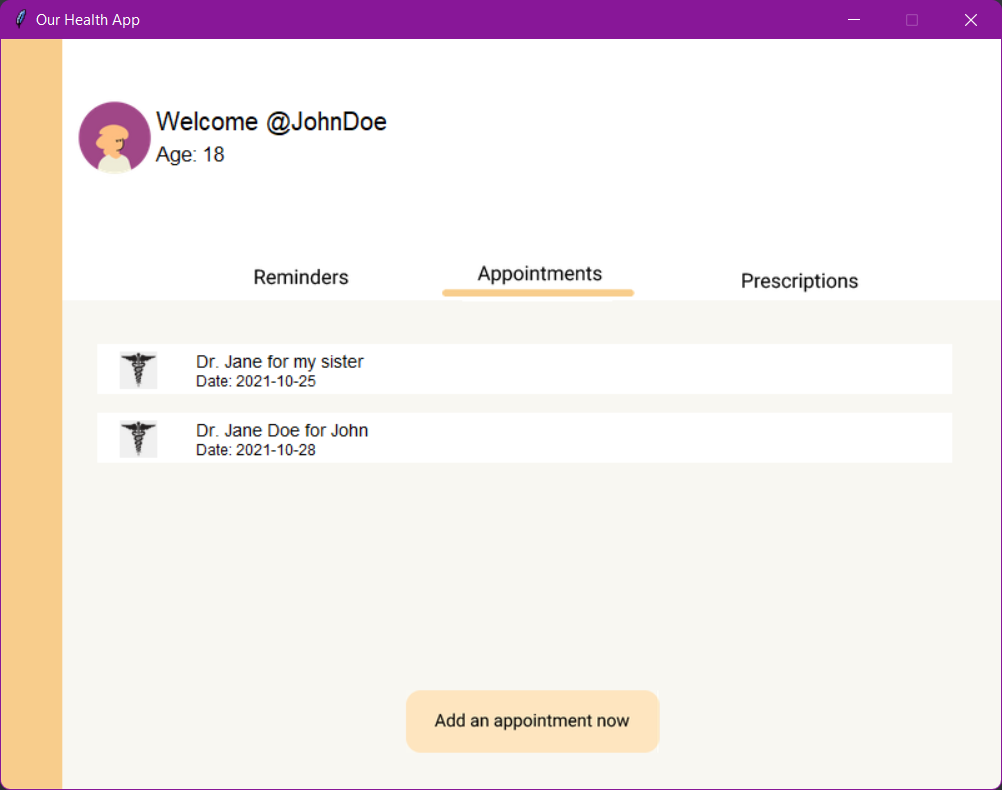 Our Health App
Welcome @JohnDoe
Age: 18
Reminders
Appointments
Prescriptions
Dr. Jane for my sister
Date: 2021-10-25
Dr. Jane Doe for John
Date: 2021-10-28
Add an appointment now